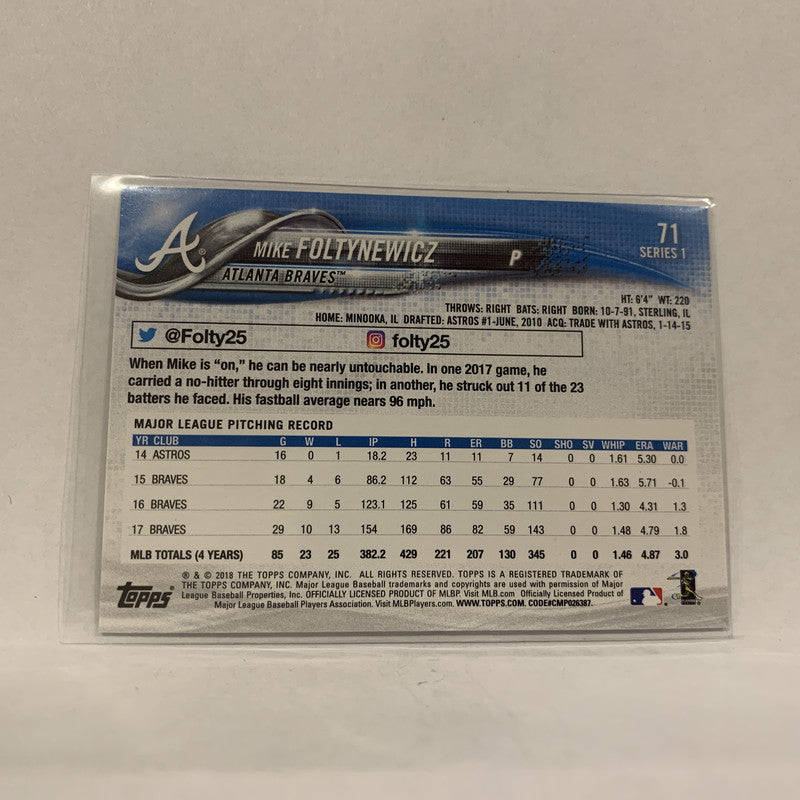 A®
MIKE FOLTYNEWICZ P
ATLANTA BRAVES™
71
SERIES 1
HT: 6'4" WT: 220
THROWS: RIGHT BATS: RIGHT BORN: 10-7-91, STERLING, IL
HOME: MINOOKA, IL DRAFTED: ASTROS #1-JUNE, 2010 ACQ: TRADE WITH ASTROS, 1-14-15
@Folty25 folty25
When Mike is “on,” he can be nearly untouchable. In one 2017 game, he
carried a no-hitter through eight innings; in another, he struck out 11 of the 23
batters he faced. His fastball average nears 96 mph.
MAJOR LEAGUE PITCHING RECORD
YR CLUB G W L IP H R ER BB SO SHO SV WHIP ERA WAR
14 ASTROS 16 0 1 18.2 23 11 11 7 14 0 0 1.61 5.30 0.0
15 BRAVES 18 4 6 86.2 112 63 55 29 77 0 0 1.63 5.71 -0.1
16 BRAVES 22 9 5 123.1 125 61 59 35 111 0 0 1.30 4.31 1.3
17 BRAVES 29 10 13 154 169 86 82 59 143 0 0 1.48 4.79 1.8
MLB TOTALS (4 YEARS) 85 23 25 382.2 429 221 207 130 345 0 0 1.46 4.87 3.0
Topps
® & © 2018 THE TOPPS COMPANY, INC. ALL RIGHTS RESERVED. TOPPS IS A REGISTERED TRADEMARK OF
THE TOPPS COMPANY, INC. Major League Baseball trademarks and copyrights are used with permission of Major
League Baseball Properties, Inc. OFFICIALLY LICENSED PRODUCT OF MLBP. Visit MLB.com Officially Licensed Product of
Major League Baseball Players Association. Visit MLBPlayers.com. WWW.TOPPS.COM. CODE#CMP026387.